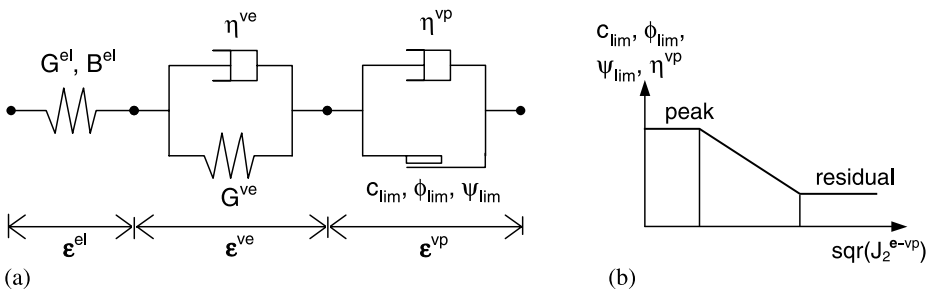 η^ve
η^vp
G^el, B^el
G^ve
c_lim, ϕ_lim, ψ_lim
ε^el
ε^ve
ε^vp
(a)
c_lim, ϕ_lim,
ψ_lim, η^vp
peak
residual
sqr(J_2^e-vp)
(b)